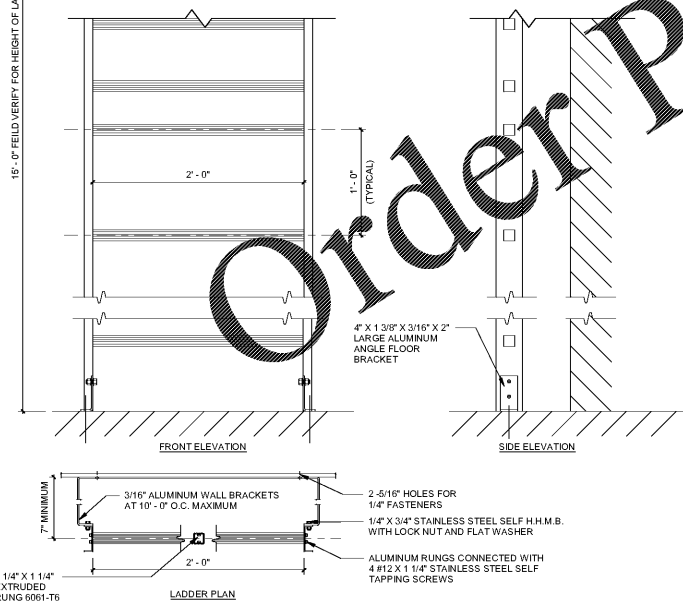 15' - 0" FEILD VERIFY FOR HEIGHT OF LA
2' - 0"
1' - 0"
(TYPICAL)
4" X 1 3/8" X 3/16" X 2"
LARGE ALUMINUM
ANGLE FLOOR
BRACKET
FRONT ELEVATION
SIDE ELEVATION
7" MINIMUM
3/16" ALUMINUM WALL BRACKETS
AT 10' - 0" O.C. MAXIMUM
2 -5/16" HOLES FOR
1/4" FASTENERS
1/4" X 3/4" STAINLESS STEEL SELF H.H.M.B.
WITH LOCK NUT AND FLAT WASHER
ALUMINUM RUNGS CONNECTED WITH
4 #12 X 1 1/4" STAINLESS STEEL SELF
TAPPING SCREWS
2' - 0"
1/4" X 1 1/4"
EXTRUDED
RUNG 6061-T6
LADDER PLAN
Order P